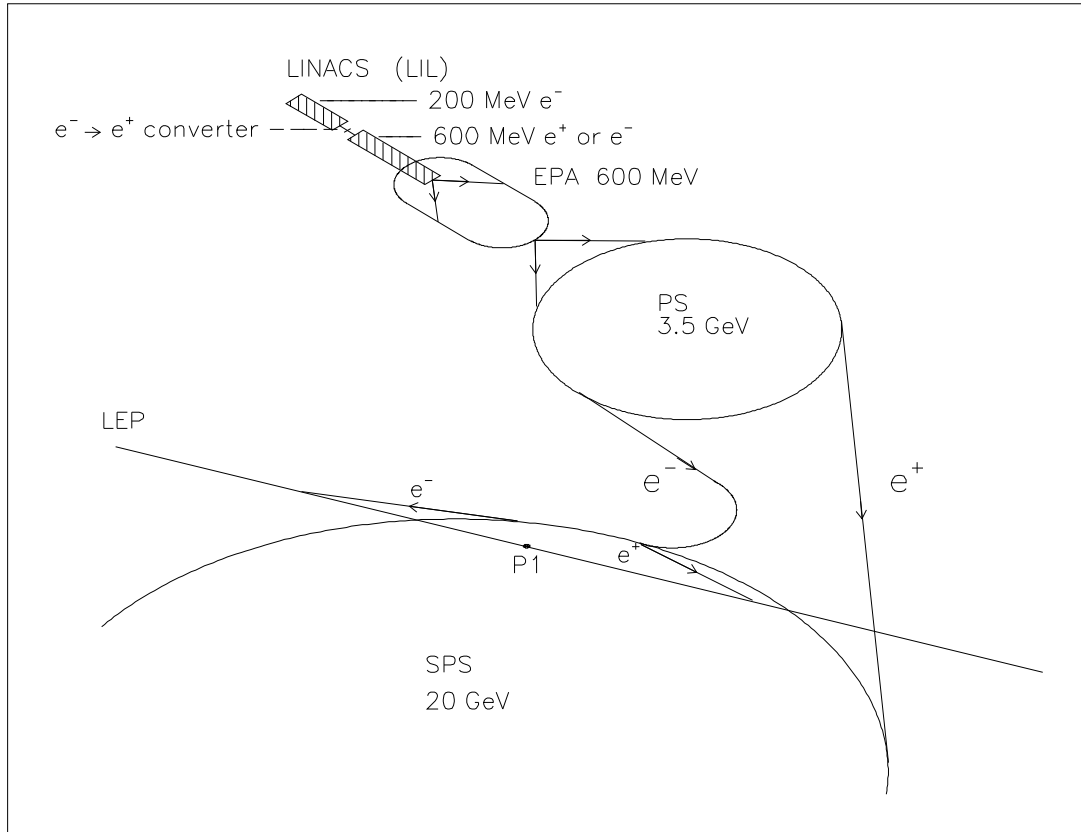 LINACS (LIL)
200 MeV e⁻
e⁻ → e⁺ converter
600 MeV e⁺ or e⁻
EPA 600 MeV
PS
3.5 GeV
LEP
e⁻
e⁺
e⁻
e⁺
P1
SPS
20 GeV